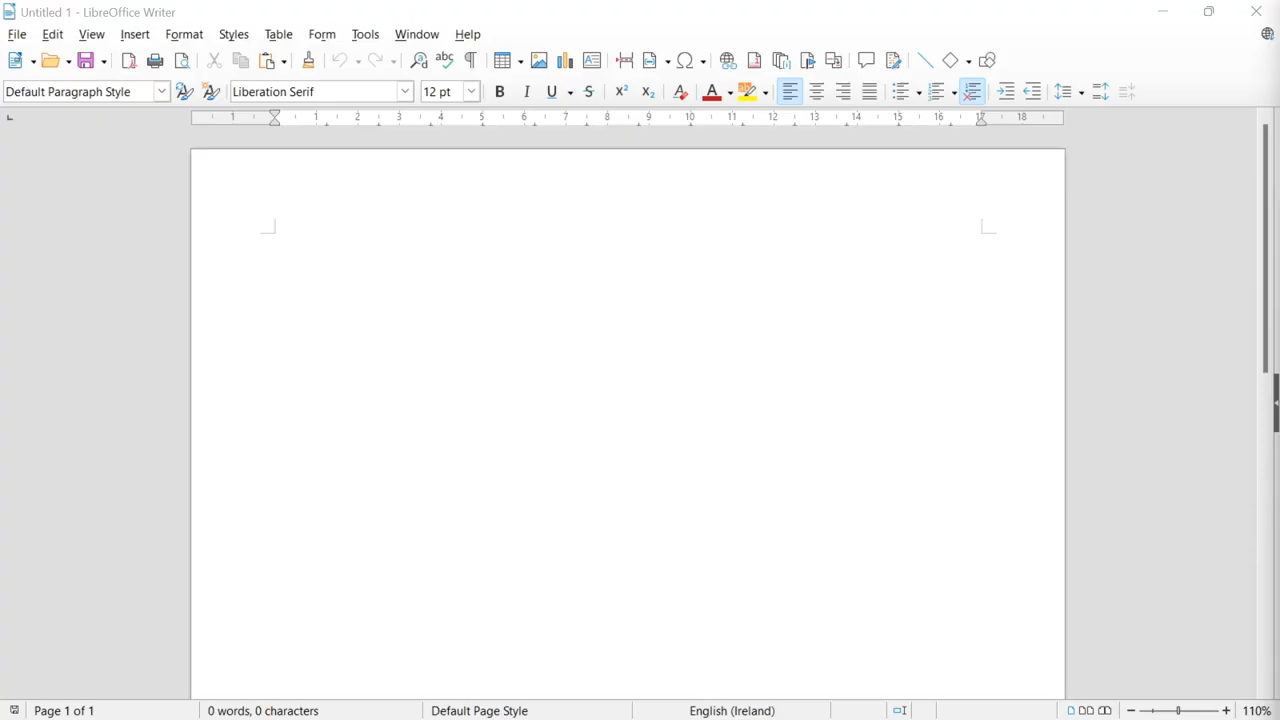 Untitled 1 - LibreOffice Writer
File Edit View Insert Format Styles Table Form Tools Window Help
Default Paragraph Style Liberation Serif 12 pt
1 1 2 3 4 5 6 7 8 9 10 11 12 13 14 15 16 17 18
Page 1 of 1 0 words, 0 characters Default Page Style English (Ireland) 110%